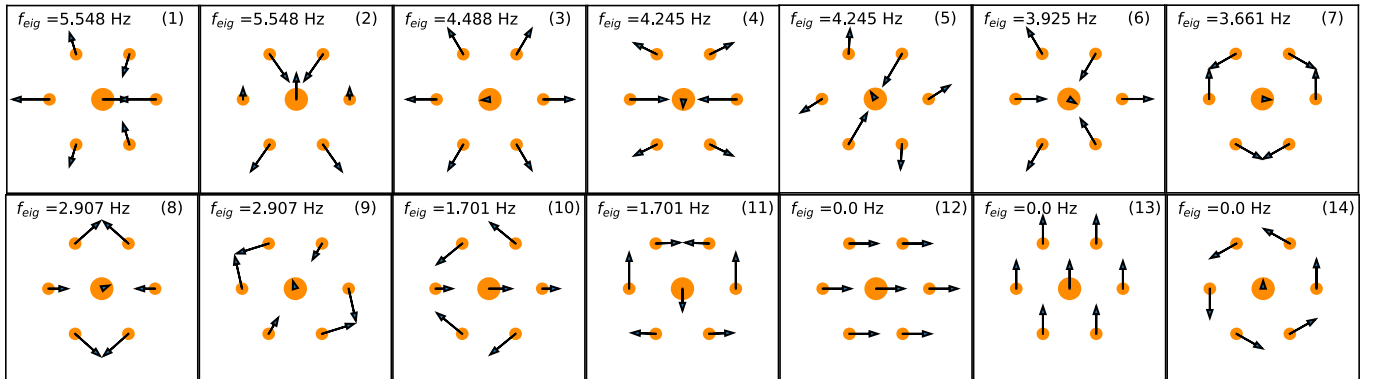 f_eig =5.548 Hz (1)
f_eig =5.548 Hz (2)
f_eig =4.488 Hz (3)
f_eig =4.245 Hz (4)
f_eig =4.245 Hz (5)
f_eig =3.925 Hz (6)
f_eig =3.661 Hz (7)
f_eig =2.907 Hz (8)
f_eig =2.907 Hz (9)
f_eig =1.701 Hz (10)
f_eig =1.701 Hz (11)
f_eig =0.0 Hz (12)
f_eig =0.0 Hz (13)
f_eig =0.0 Hz (14)